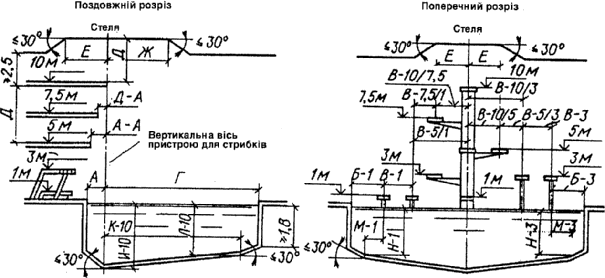 Поздовжній розріз
Стеля
≤30°
≤30°
Е
Д
Ж
10м
≥2,5
Д
7,5м
Д-А
5м
А-А
Вертикальна вісь
пристрою для стрибків
3м
1м
А
Г
К-10
И-10
Л-10
≥1,8
≤30°
≤30°
Поперечний розріз
Стеля
≤30°
≤30°
Е
Е
10м
В-10/7,5
В-10/3
7,5м
В-7,5/1
В-10/5
В-5/3
В-3
В-5/1
5м
3м
3м
1м
Б-1
В-1
1м
Б-3
М-1
Н-1
Н-3
М-3
≤30°
≤30°